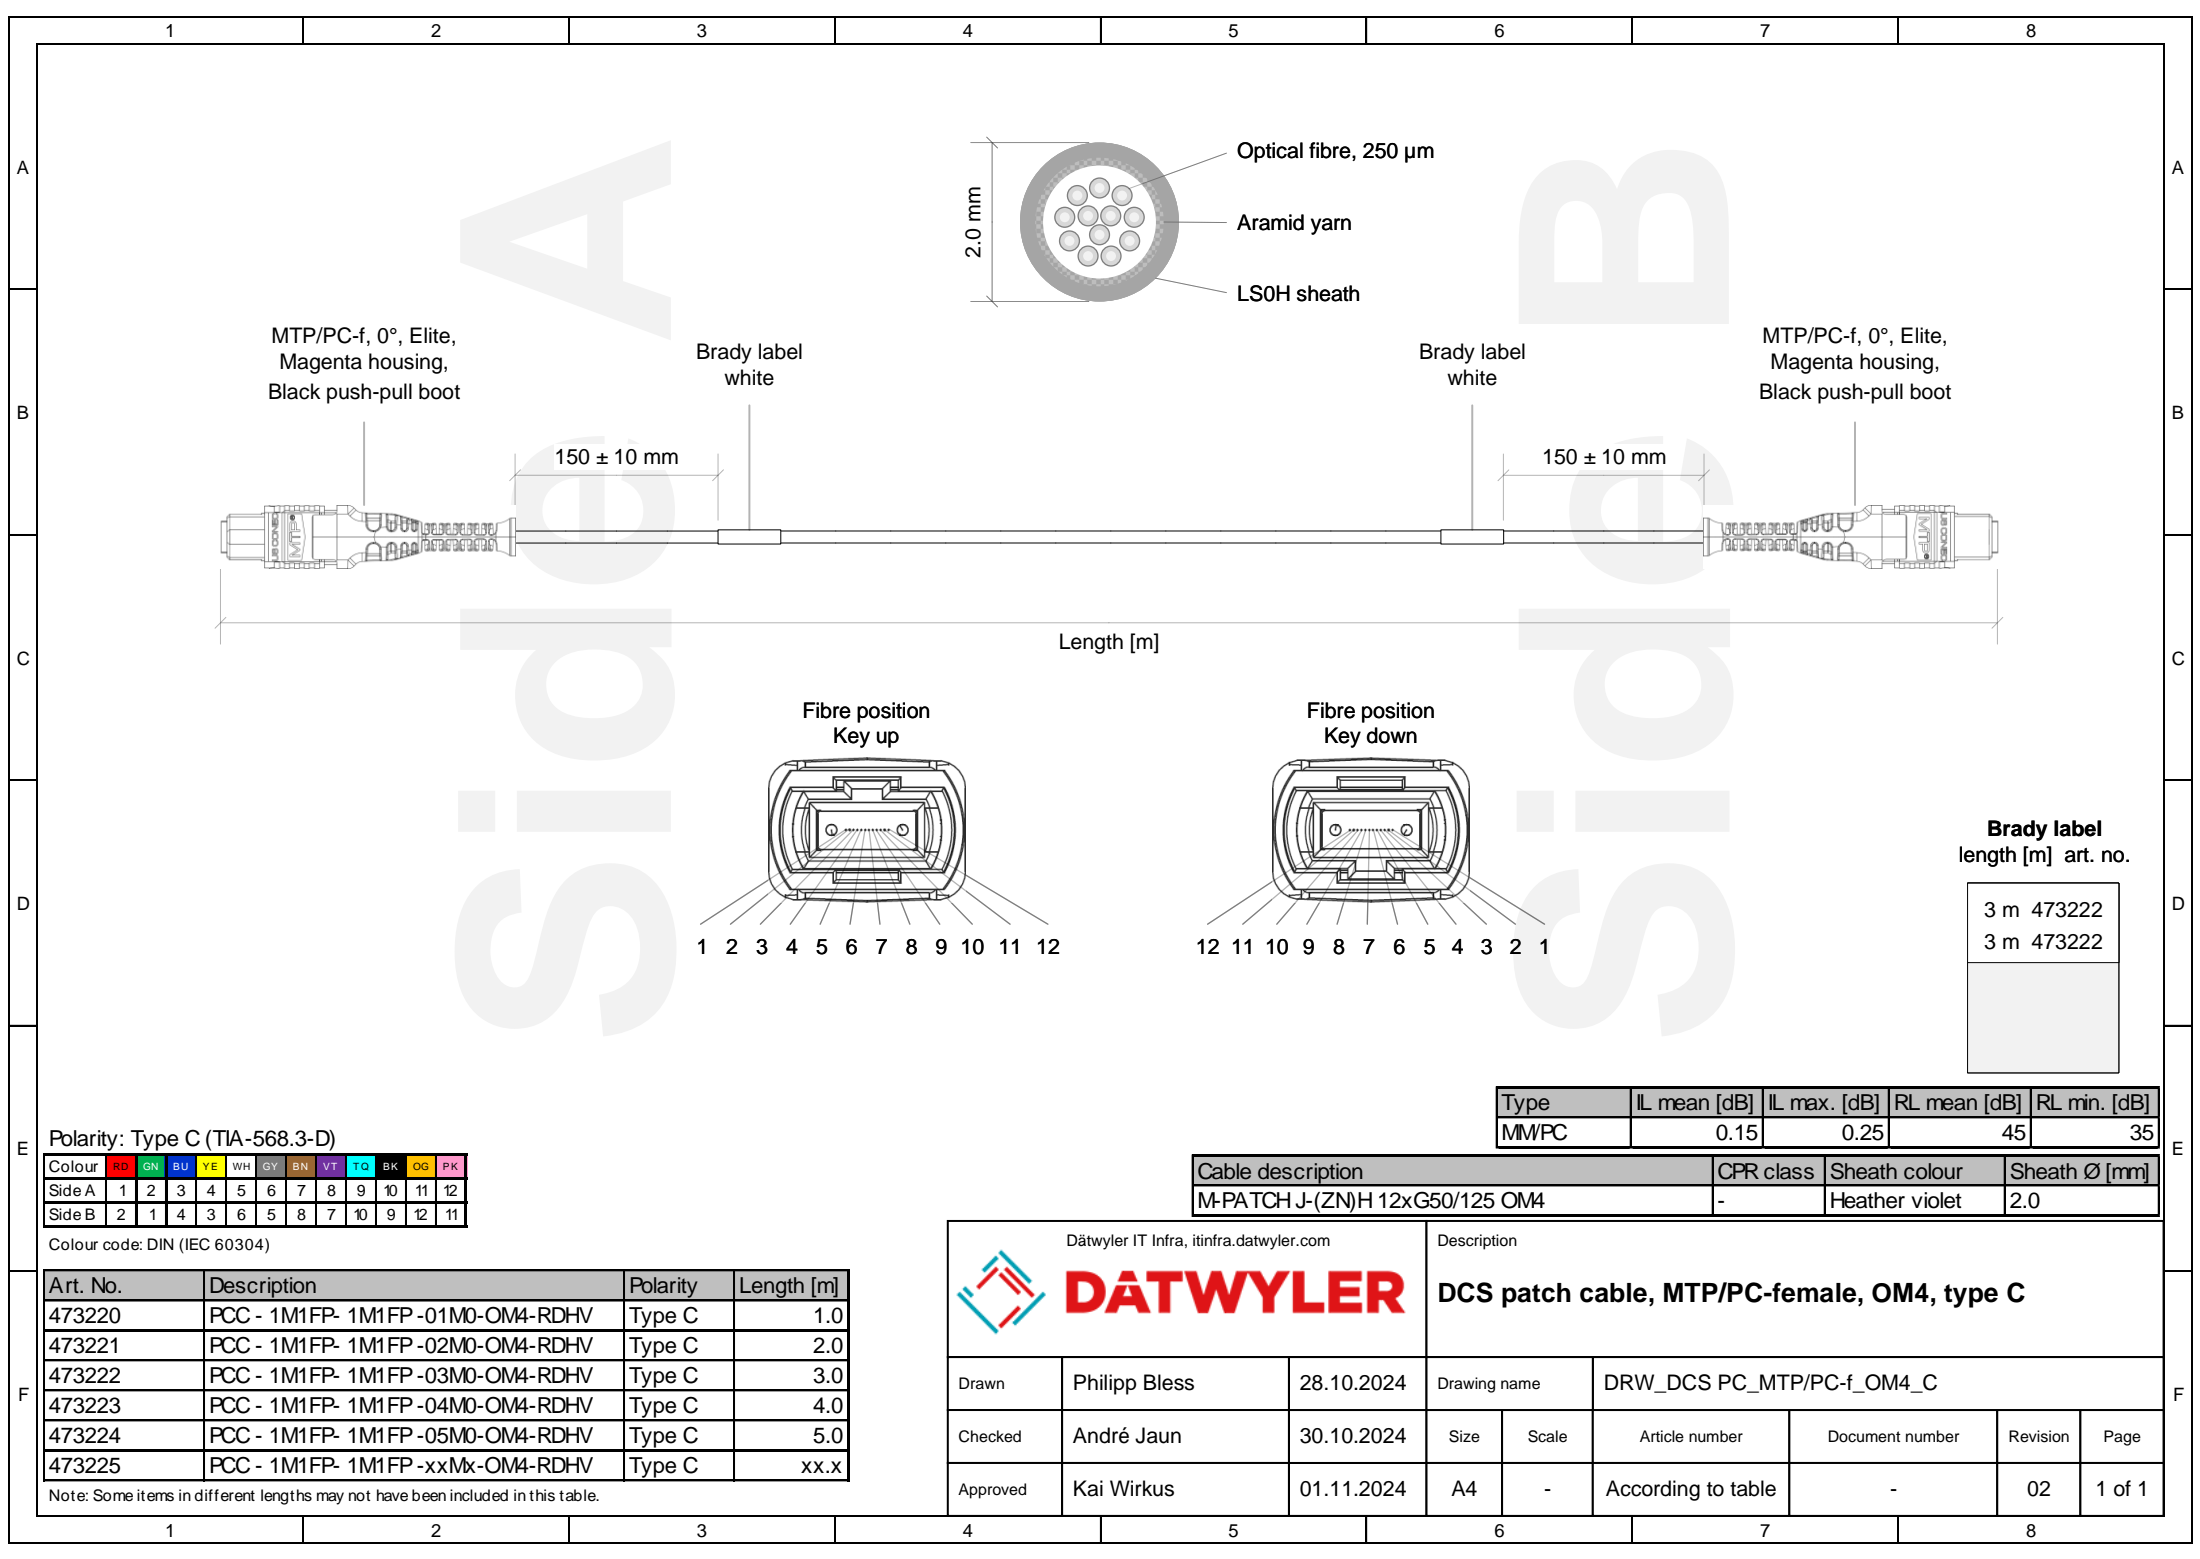 1 2 3 4 5 6 7 8
A A
B B
C C
D D
E E
F F
Side A
Side B
Optical fibre, 250 µm
Aramid yarn
LS0H sheath
2.0 mm
MTP/PC-f, 0°, Elite,
Magenta housing,
Black push-pull boot
Brady label
white
Brady label
white
MTP/PC-f, 0°, Elite,
Magenta housing,
Black push-pull boot
150 ± 10 mm
150 ± 10 mm
MTP®
MTP®
Length [m]
Fibre position
Key up
1 2 3 4 5 6 7 8 9 10 11 12
Fibre position
Key down
12 11 10 9 8 7 6 5 4 3 2 1
Brady label
length [m] art. no.
3 m 473222
3 m 473222
Type IL mean [dB] IL max. [dB] RL mean [dB] RL min. [dB]
MM/PC 0.15 0.25 45 35
Cable description CPR class Sheath colour Sheath Ø [mm]
M-PATCH J-(ZN)H 12xG50/125 OM4 - Heather violet 2.0
Polarity: Type C (TIA-568.3-D)
Colour RD GN BU YE WH GY BN VT TQ BK OG PK
Side A 1 2 3 4 5 6 7 8 9 10 11 12
Side B 2 1 4 3 6 5 8 7 10 9 12 11
Colour code: DIN (IEC 60304)
Art. No. Description Polarity Length [m]
473220 PCC - 1M1FP- 1M1FP -01M0-OM4-RDHV Type C 1.0
473221 PCC - 1M1FP- 1M1FP -02M0-OM4-RDHV Type C 2.0
473222 PCC - 1M1FP- 1M1FP -03M0-OM4-RDHV Type C 3.0
473223 PCC - 1M1FP- 1M1FP -04M0-OM4-RDHV Type C 4.0
473224 PCC - 1M1FP- 1M1FP -05M0-OM4-RDHV Type C 5.0
473225 PCC - 1M1FP- 1M1FP -xxMx-OM4-RDHV Type C xx.x
Note: Some items in different lengths may not have been included in this table.
Dätwyler IT Infra, itinfra.datwyler.com
DÄTWYLER
Description
DCS patch cable, MTP/PC-female, OM4, type C
Drawn Philipp Bless 28.10.2024 Drawing name DRW_DCS PC_MTP/PC-f_OM4_C
Checked André Jaun 30.10.2024 Size Scale Article number Document number Revision Page
Approved Kai Wirkus 01.11.2024 A4 - According to table - 02 1 of 1
1 2 3 4 5 6 7 8